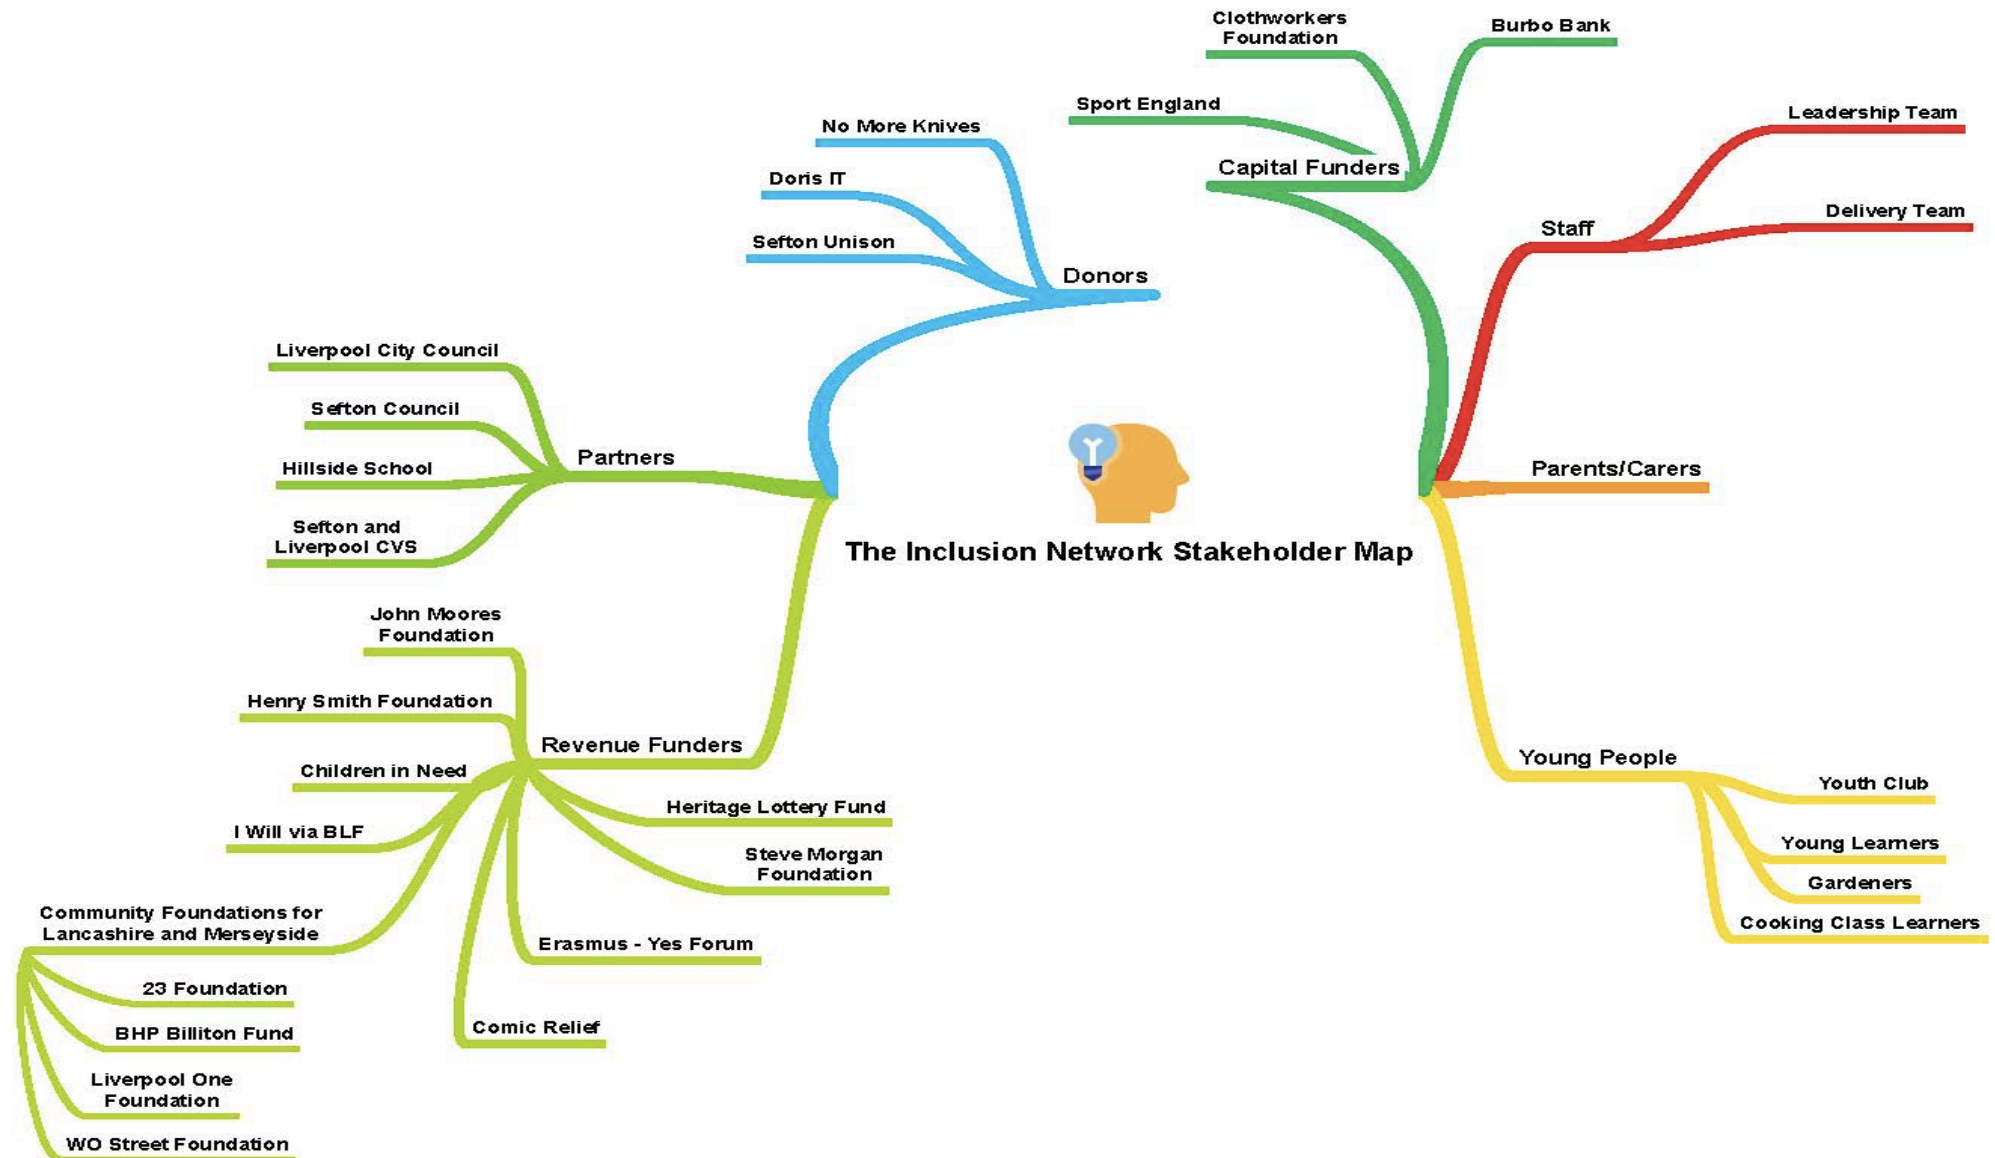 Clothworkers
Foundation
Burbo Bank
Sport England
Capital Funders
Leadership Team
Delivery Team
Staff
No More Knives
Doris IT
Sefton Unison
Donors
Liverpool City Council
Sefton Council
Hillside School
Sefton and
Liverpool CVS
Partners
The Inclusion Network Stakeholder Map
Parents/Carers
John Moores
Foundation
Henry Smith Foundation
Revenue Funders
Children in Need
I Will via BLF
Heritage Lottery Fund
Steve Morgan
Foundation
Community Foundations for
Lancashire and Merseyside
Erasmus - Yes Forum
Comic Relief
23 Foundation
BHP Billiton Fund
Liverpool One
Foundation
WO Street Foundation
Young People
Youth Club
Young Learners
Gardeners
Cooking Class Learners